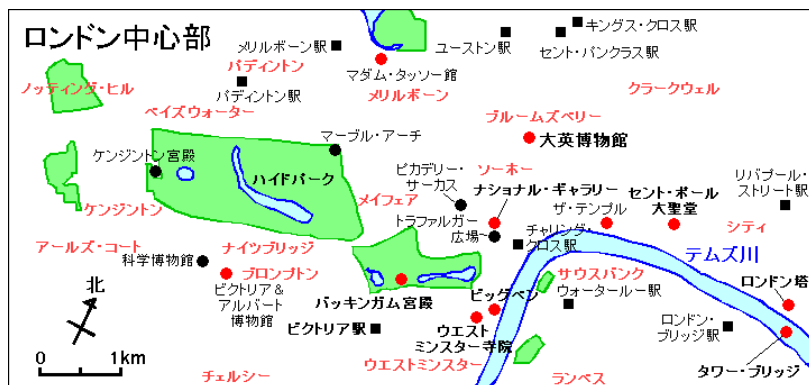 ロンドン中心部
メリルボーン駅
ユーストン駅
キングス・クロス駅
セント・パンクラス駅
パディントン
マダム・タッソー館
ノッティング・ヒル
パディントン駅
メリルボーン
クラークウェル
ベイズウォーター
ブルームズベリー
マーブル・アーチ
大英博物館
ケンジントン宮殿
ハイドパーク
ピカデリー・
サーカス
ソーホー
メイフェア
ナショナル・ギャラリー
セント・ポール
大聖堂
リバプール・
ストリート駅
ケンジントン
ザ・テンプル
トラファルガー
広場
チャリング・
クロス駅
シティ
アールズ・コート
ナイツブリッジ
テムズ川
科学博物館
ブロンプトン
サウスバンク
ビクトリア&
アルバート
博物館
バッキンガム宮殿
ビッグベン
ウォータールー駅
ロンドン塔
北
ビクトリア駅
ウエスト
ミンスター寺院
ロンドン・
ブリッジ駅
0 1km
ウエストミンスター
タワー・ブリッジ
チェルシー
ランベス